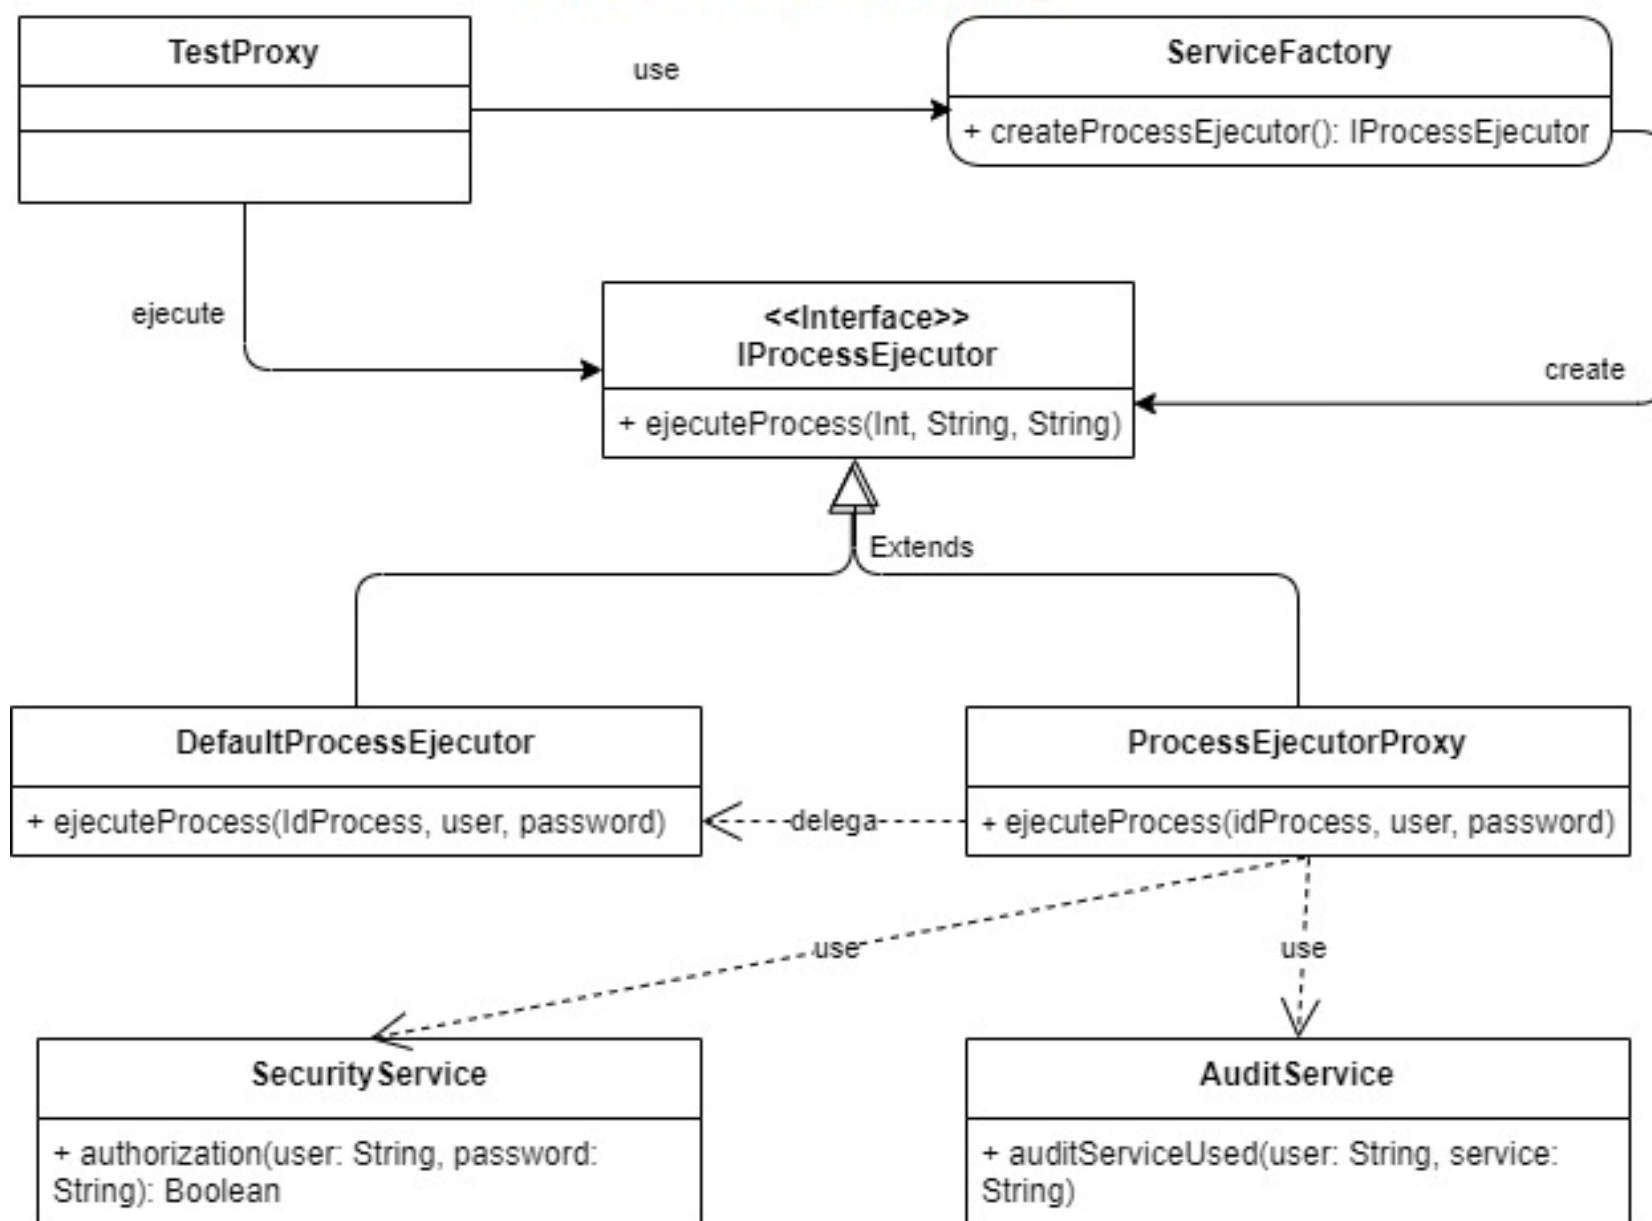 TestProxy
use
ServiceFactory
+ createProcessEjecutor(): IProcessEjecutor
ejecute
<<Interface>>
IProcessEjecutor
create
+ ejecuteProcess(Int, String, String)
Extends
DefaultProcessEjecutor
ProcessEjecutorProxy
+ ejecuteProcess(IdProcess, user, password)
delega
+ ejecuteProcess(idProcess, user, password)
use
use
SecurityService
AuditService
+ authorization(user: String, password:
String): Boolean
+ auditServiceUsed(user: String, service:
String)